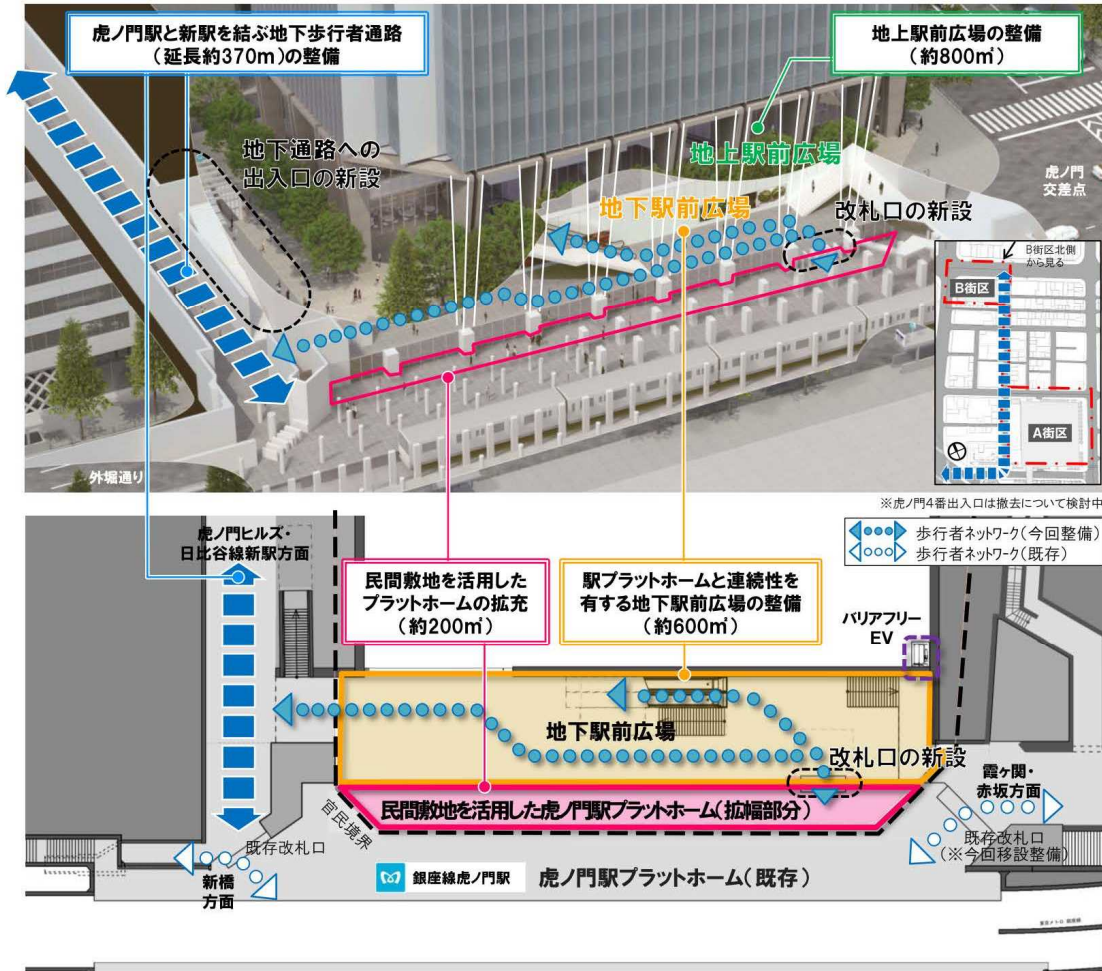 虎ノ門駅と新駅を結ぶ地下歩行者通路
(延長約370m)の整備
地上駅前広場の整備
(約800㎡)
地下通路への
出入口の新設
地上駅前広場
地下駅前広場
改札口の新設
虎ノ門
交差点
B街区北側
から見る
B街区
A街区
外堀通り
※虎ノ門4番出入口は撤去について検討中
歩行者ネットワーク(今回整備)
歩行者ネットワーク(既存)
虎ノ門ヒルズ・
日比谷線新駅方面
民間敷地を活用した
プラットホームの拡充
(約200㎡)
駅プラットホームと連続性を
有する地下駅前広場の整備
(約600㎡)
バリアフリー
EV
地下駅前広場
改札口の新設
霞ヶ関・
赤坂方面
民間敷地を活用した虎ノ門駅プラットホーム(拡幅部分)
官民境界
既存改札口
既存改札口
(※今回移設整備)
新橋
方面
銀座線虎ノ門駅
虎ノ門駅プラットホーム(既存)